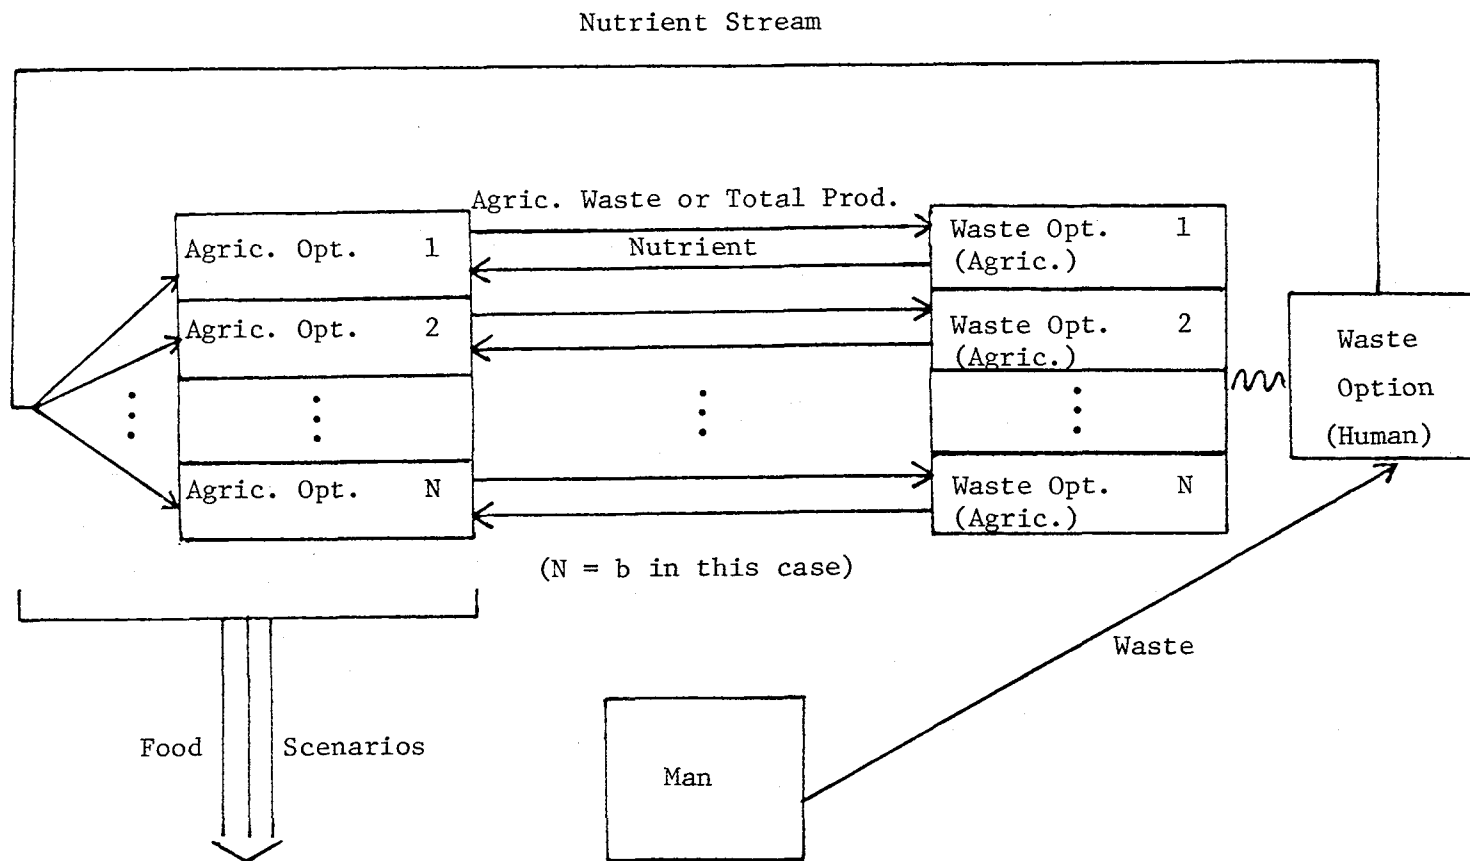 Nutrient Stream
Agric. Waste or Total Prod.
Nutrient
Agric. Opt. 1
Agric. Opt. 2
Agric. Opt. N
Waste Opt. 1
(Agric.)
Waste Opt. 2
(Agric.)
Waste Opt. N
(Agric.)
Waste
Option
(Human)
(N = b in this case)
Waste
Food Scenarios
Man